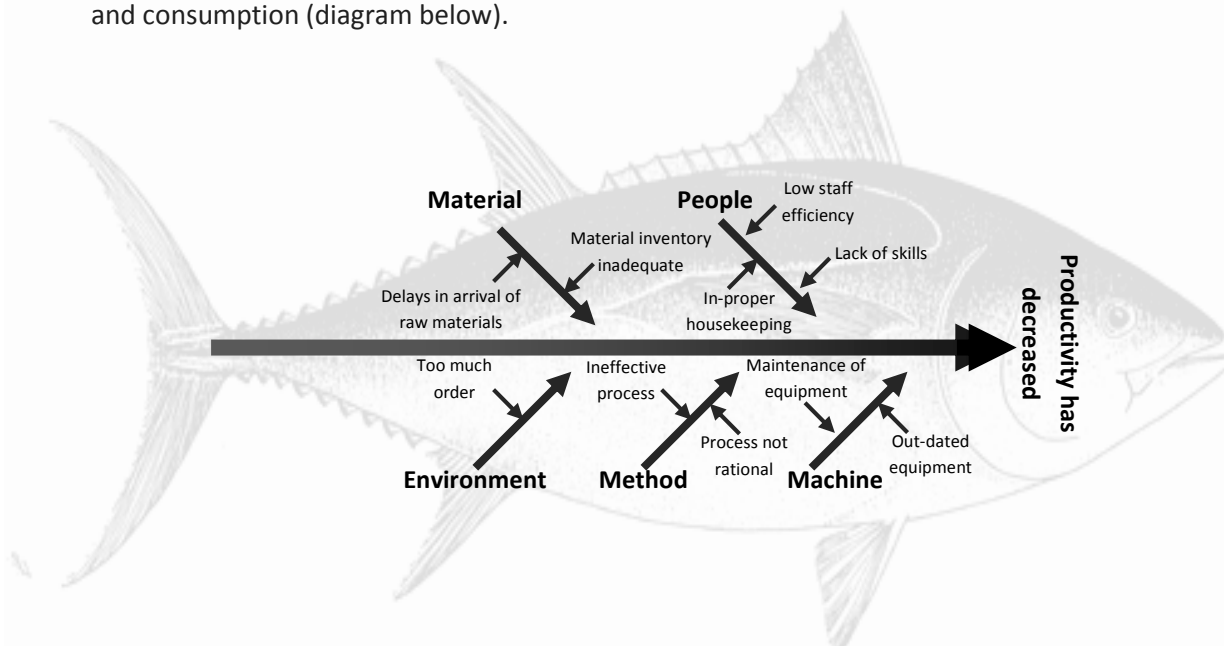 and consumption (diagram below).
Material
People
Low staff
efficiency
Material inventory
inadequate
Lack of skills
Delays in arrival of
raw materials
In-proper
housekeeping
Productivity has
decreased
Too much
order
Ineffective
process
Maintenance of
equipment
Process not
rational
Out-dated
equipment
Environment
Method
Machine